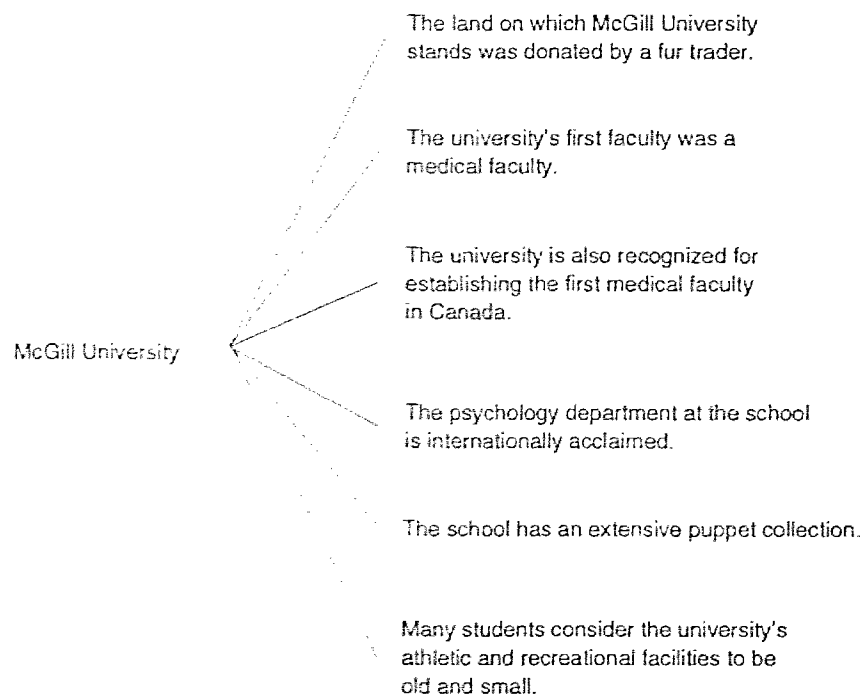 The land on which McGill University
stands was donated by a fur trader.
The university's first faculty was a
medical faculty.
The university is also recognized for
establishing the first medical faculty
in Canada.
McGill University
The psychology department at the school
is internationally acclaimed.
The school has an extensive puppet collection.
Many students consider the university's
athletic and recreational facilities to be
old and small.